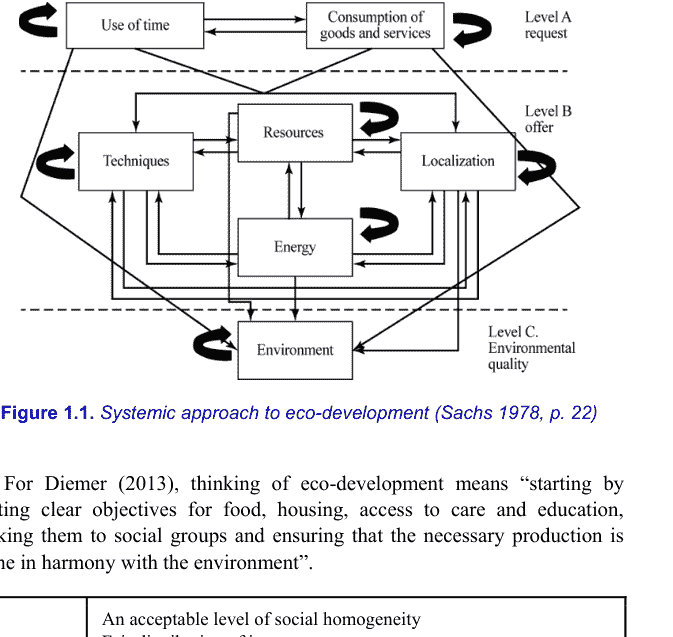 Use of time
Consumption of
goods and services
Level A
request
Level B
offer
Resources
Techniques
Localization
Energy
Environment
Level C.
Environmental
quality
Figure 1.1. Systemic approach to eco-development (Sachs 1978, p. 22)
For Diemer (2013), thinking of eco-development means “starting by
clear objectives for food, housing, access to care and education,
them to social groups and ensuring that the necessary production is
in harmony with the environment”.
An acceptable level of social homogeneity